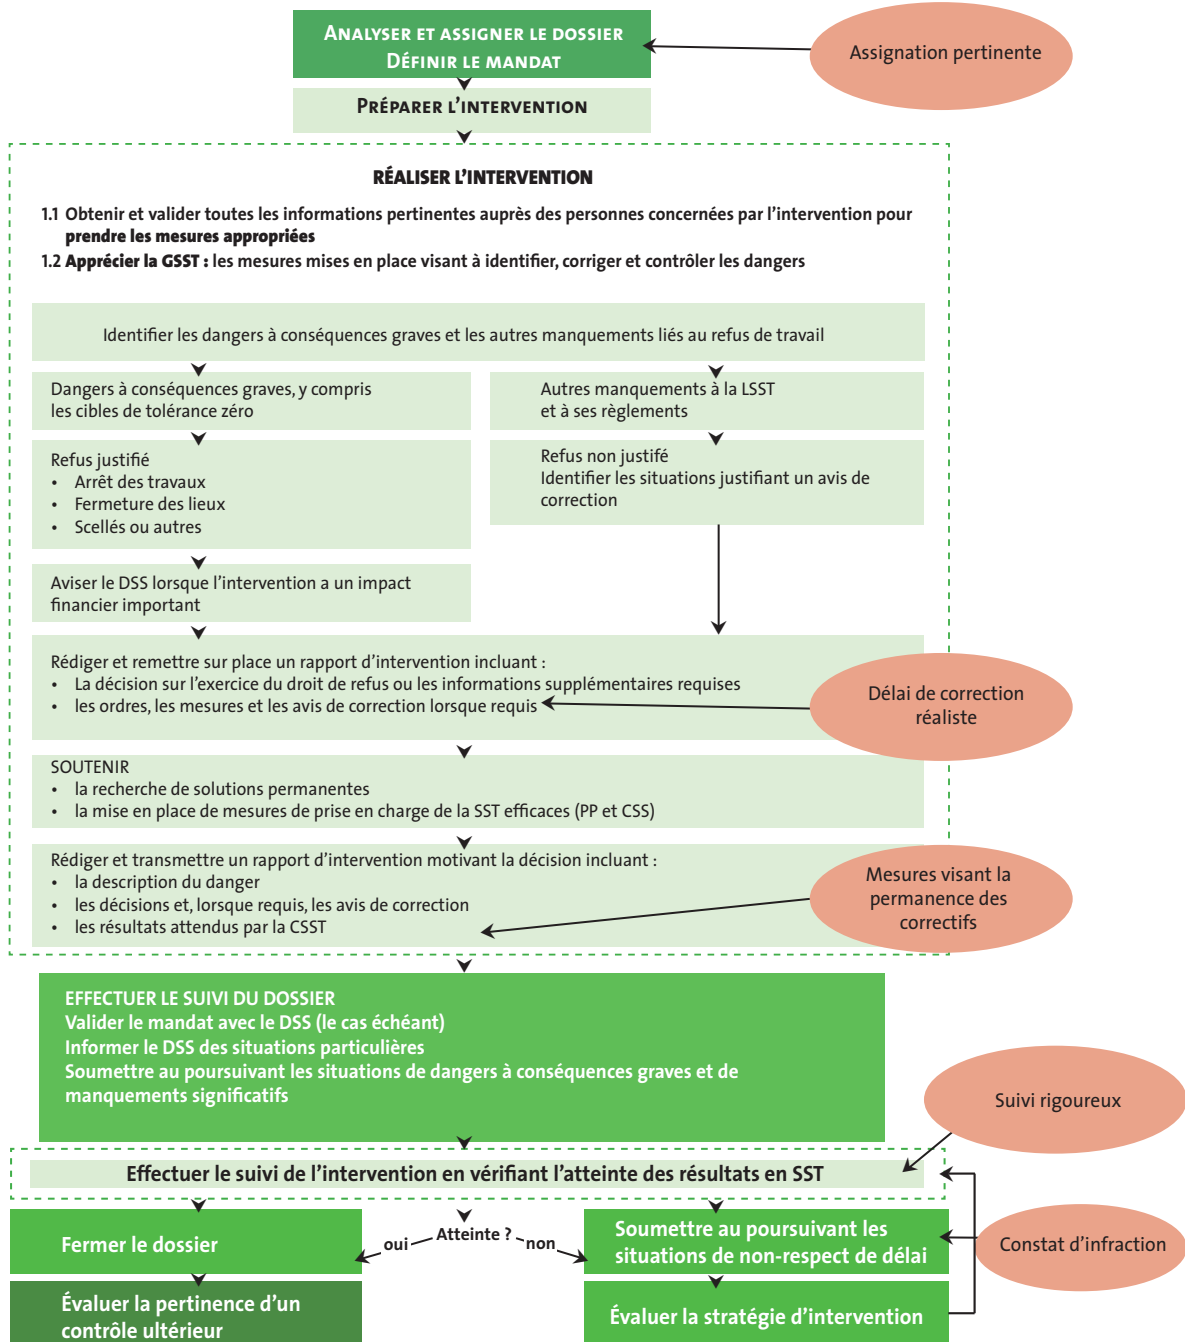 ANALYSER ET ASSIGNER LE DOSSIER
DÉFINIR LE MANDAT
Assignation pertinente
PRÉPARER L'INTERVENTION
RÉALISER L'INTERVENTION
1.1 Obtenir et valider toutes les informations pertinentes auprès des personnes concernées par l'intervention pour
prendre les mesures appropriées
1.2 Apprécier la GSST : les mesures mises en place visant à identifier, corriger et contrôler les dangers
Identifier les dangers à conséquences graves et les autres manquements liés au refus de travail
Dangers à conséquences graves, y compris
les cibles de tolérance zéro
Autres manquements à la LSST
et à ses règlements
Refus justifié
• Arrêt des travaux
• Fermeture des lieux
• Scellés ou autres
Refus non justifé
Identifier les situations justifiant un avis de
correction
Aviser le DSS lorsque l'intervention a un impact
financier important
Rédiger et remettre sur place un rapport d'intervention incluant :
• La décision sur l'exercice du droit de refus ou les informations supplémentaires requises
• les ordres, les mesures et les avis de correction lorsque requis
Délai de correction
réaliste
SOUTENIR
• la recherche de solutions permanentes
• la mise en place de mesures de prise en charge de la SST efficaces (PP et CSS)
Rédiger et transmettre un rapport d'intervention motivant la décision incluant :
• la description du danger
• les décisions et, lorsque requis, les avis de correction
• les résultats attendus par la CSST
Mesures visant la
permanence des
correctifs
EFFECTUER LE SUIVI DU DOSSIER
Valider le mandat avec le DSS (le cas échéant)
Informer le DSS des situations particulières
Soumettre au poursuivant les situations de dangers à conséquences graves et de
manquements significatifs
Suivi rigoureux
Effectuer le suivi de l'intervention en vérifiant l'atteinte des résultats en SST
Fermer le dossier
oui
Atteinte ?
non
Soumettre au poursuivant les
situations de non-respect de délai
Constat d'infraction
Évaluer la pertinence d'un
contrôle ultérieur
Évaluer la stratégie d'intervention